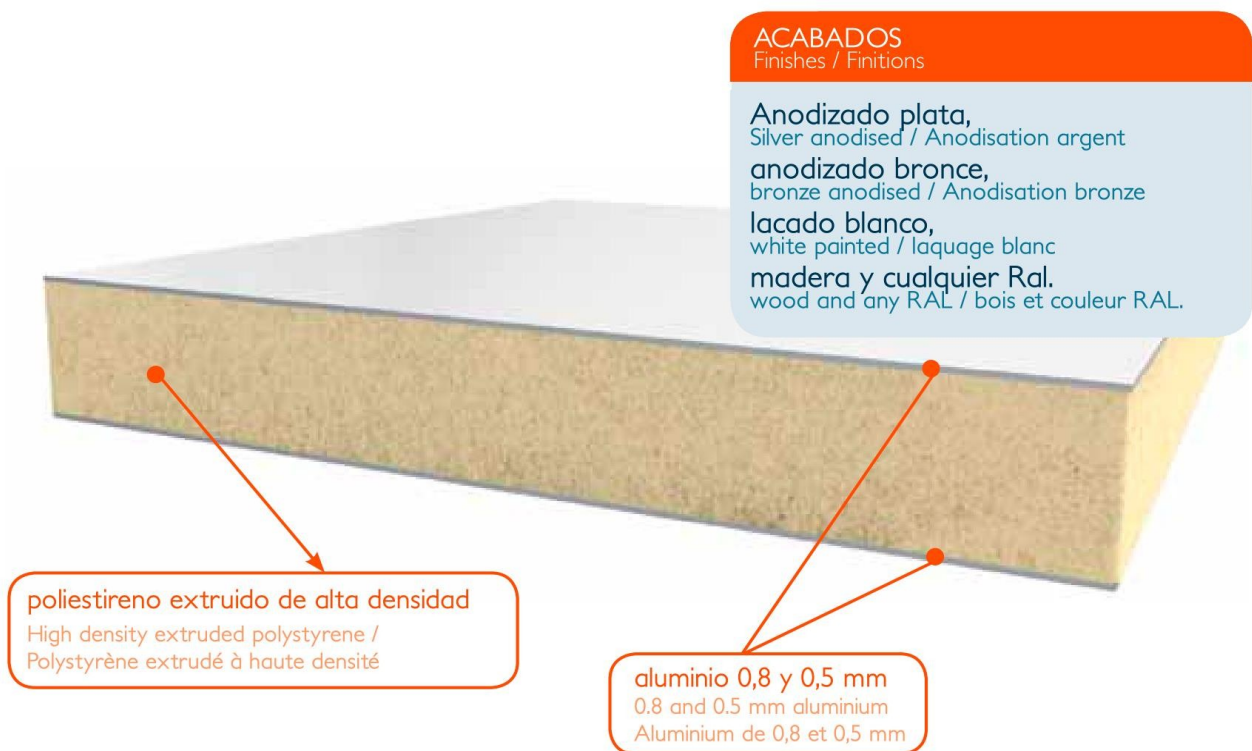 ACABADOS
Finishes / Finitions
Anodizado plata,
Silver anodised / Anodisation argent
anodizado bronce,
bronze anodised / Anodisation bronze
lacado blanco,
white painted / laquage blanc
madera y cualquier Ral.
wood and any RAL / bois et couleur RAL.
poliestireno extruido de alta densidad
High density extruded polystyrene /
Polystyrène extrudé à haute densité
aluminio 0,8 y 0,5 mm
0.8 and 0.5 mm aluminium
Aluminium de 0,8 et 0,5 mm